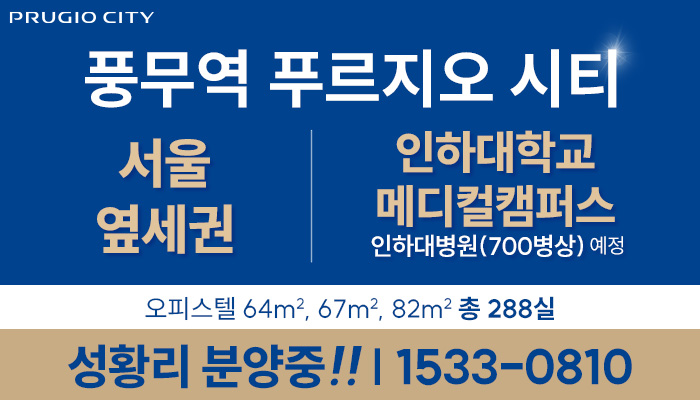 PRUGIO CITY
풍무역 푸르지오 시티
서울
옆세권
인하대학교
메디컬캠퍼스
인하대병원(700병상) 예정
오피스텔 64m², 67m², 82m² 총 288실
성황리 분양중!! | 1533-0810